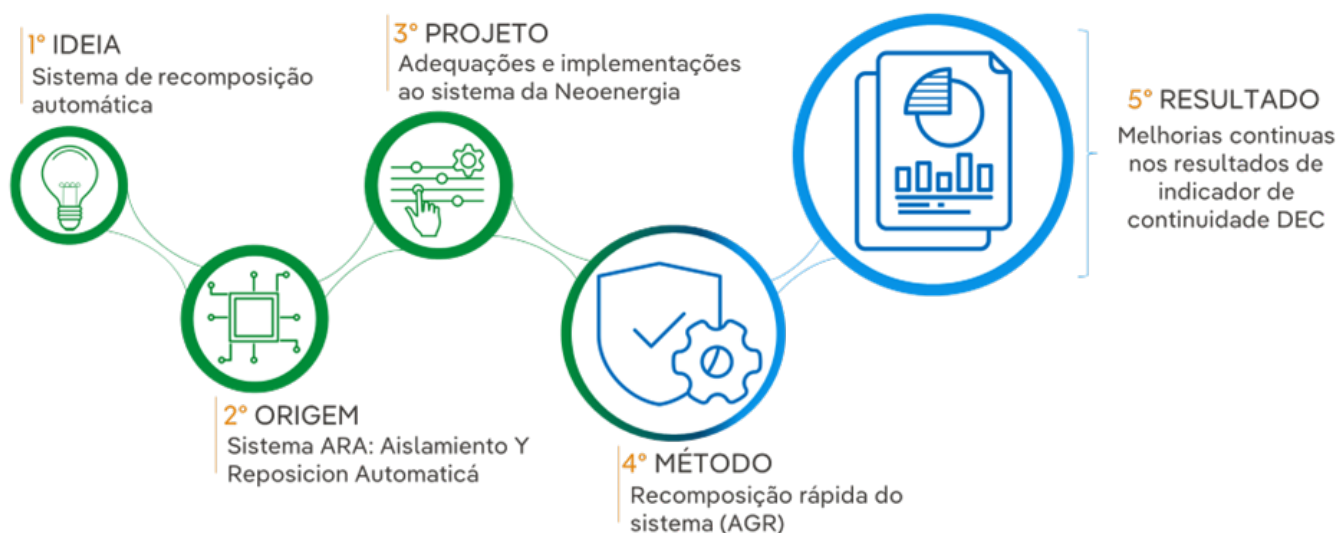 1° IDEIA
Sistema de recomposição
automática
2° ORIGEM
Sistema ARA: Aislamiento Y
Reposicion Automaticá
3° PROJETO
Adequações e implementações
ao sistema da Neoenergia
4° MÉTODO
Recomposição rápida do
sistema (AGR)
5° RESULTADO
Melhorias continuas
nos resultados de
indicador de
continuidade DEC